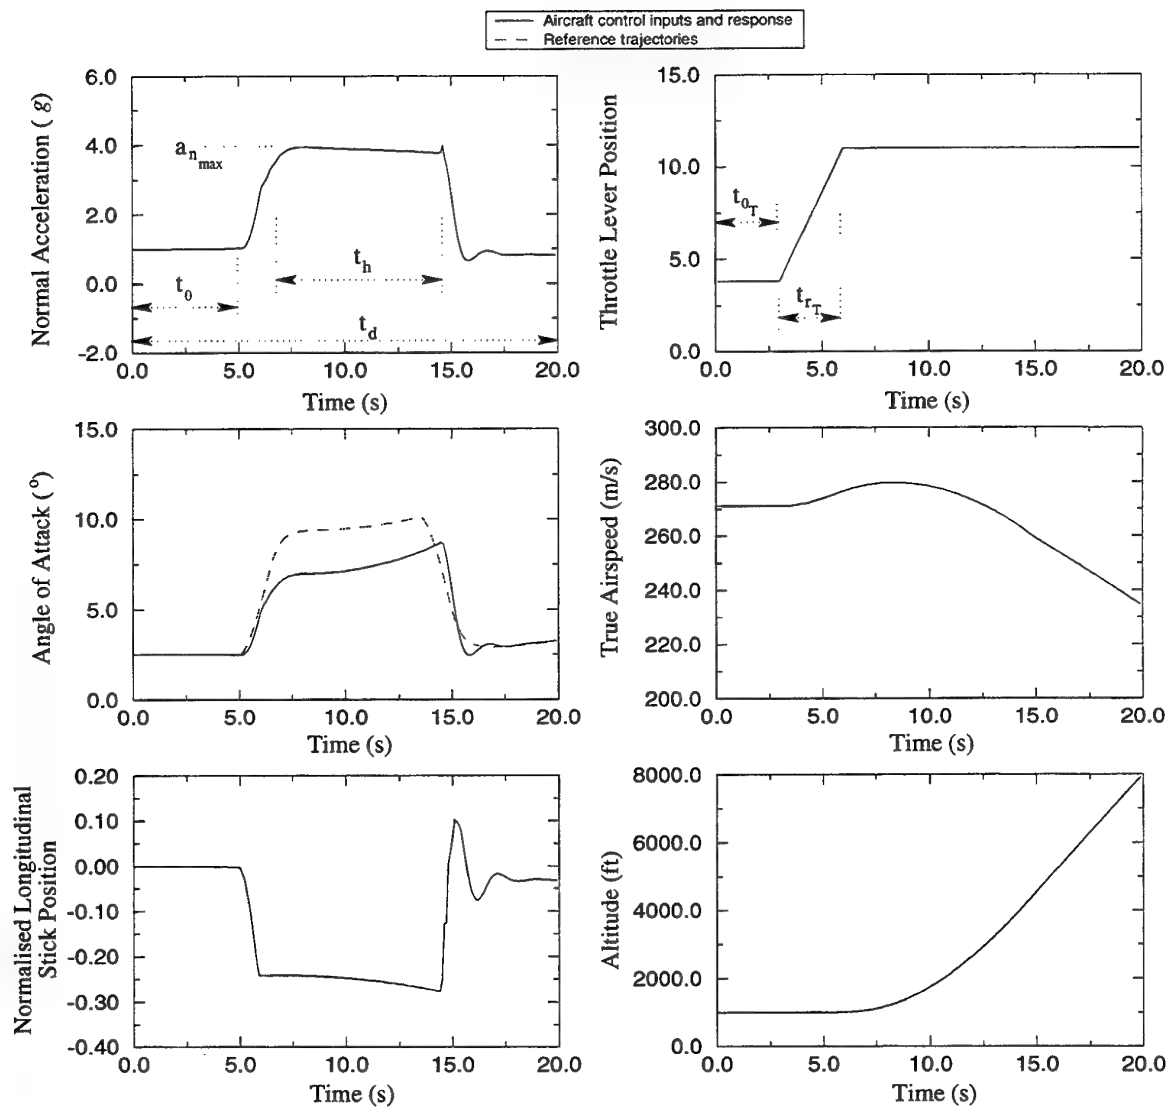 Aircraft control inputs and response
Reference trajectories
Normal Acceleration ( g)
6.0
4.0
2.0
0.0
-2.0
a_{n_{max}}
t_h
t_0
t_d
0.0 5.0 10.0 15.0 20.0
Time (s)
Throttle Lever Position
15.0
10.0
5.0
0.0
t_{0_T}
t_{r_T}
0.0 5.0 10.0 15.0 20.0
Time (s)
Angle of Attack (°)
15.0
10.0
5.0
0.0
0.0 5.0 10.0 15.0 20.0
Time (s)
True Airspeed (m/s)
300.0
280.0
260.0
240.0
220.0
200.0
0.0 5.0 10.0 15.0 20.0
Time (s)
Normalised Longitudinal
Stick Position
0.20
0.10
0.00
-0.10
-0.20
-0.30
-0.40
0.0 5.0 10.0 15.0 20.0
Time (s)
Altitude (ft)
8000.0
6000.0
4000.0
2000.0
0.0
0.0 5.0 10.0 15.0 20.0
Time (s)